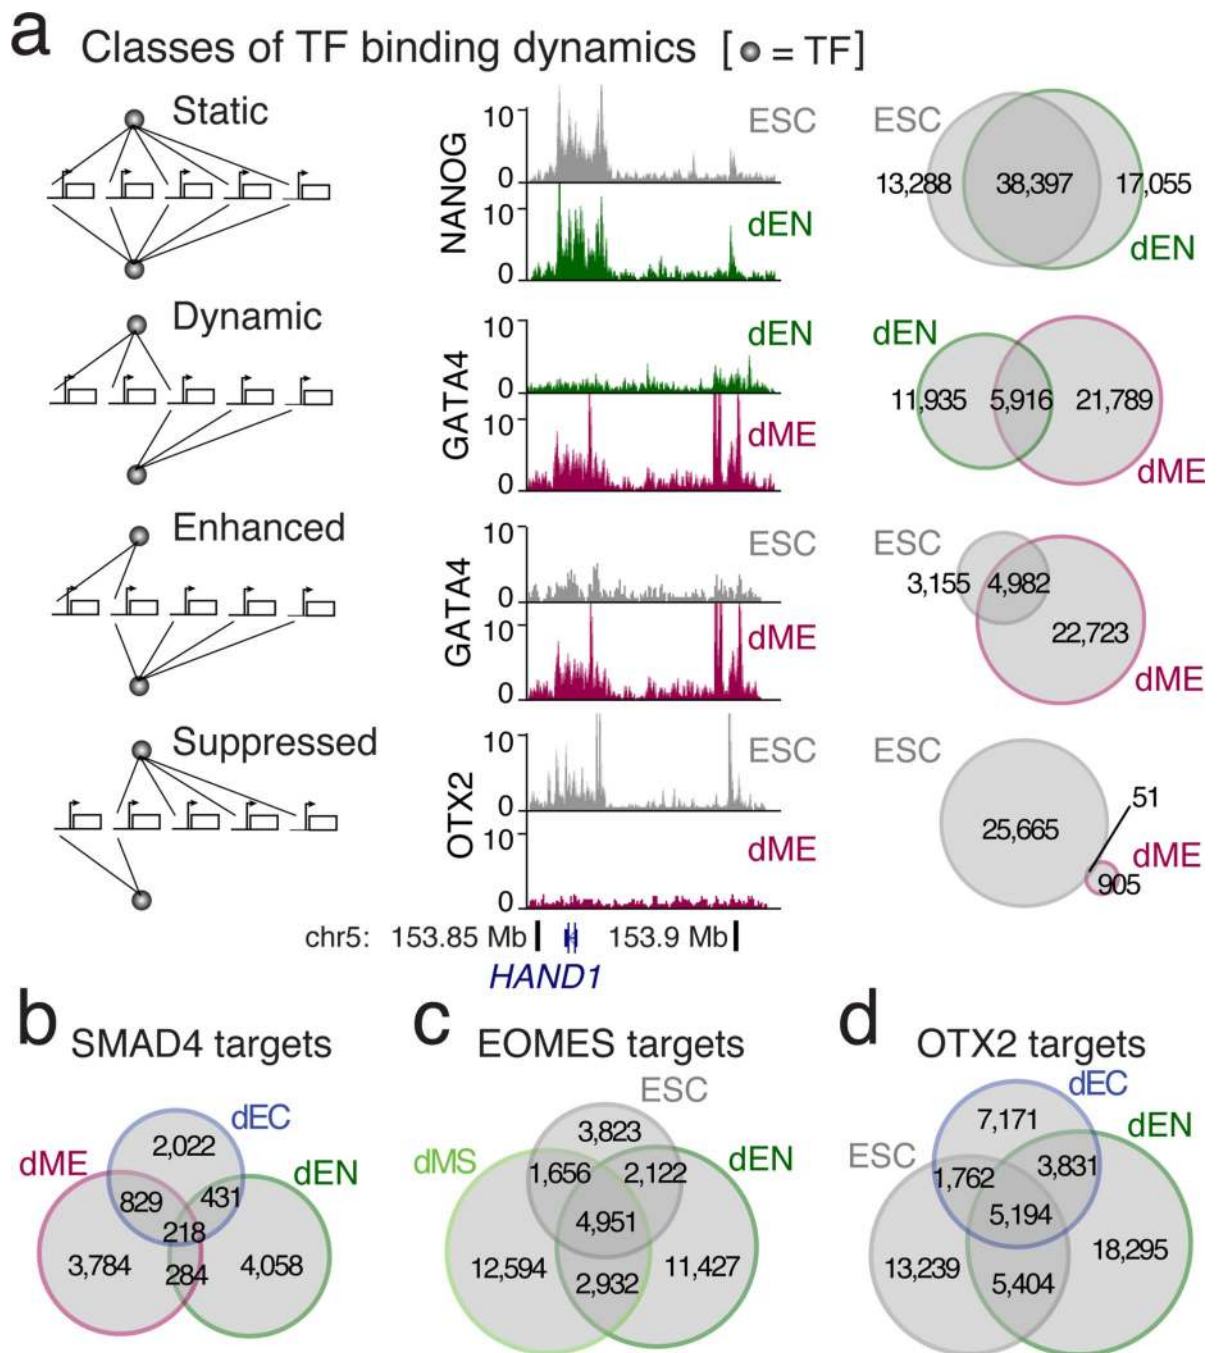 a Classes of TF binding dynamics [ = TF]
Static
NANOG
10
0
ESC
10
0
dEN
ESC
13,288
38,397
17,055
dEN
Dynamic
GATA4
10
0
dEN
10
0
dME
dEN
11,935
5,916
21,789
dME
Enhanced
GATA4
10
0
ESC
10
0
dME
ESC
3,155
4,982
22,723
dME
Suppressed
OTX2
10
0
ESC
10
0
dME
ESC
25,665
51
dME
905
chr5: 153.85 Mb 153.9 Mb
HAND1
b SMAD4 targets
dEC
2,022
dME
dEN
829
431
218
3,784
284
4,058
c EOMES targets
ESC
3,823
dMS
1,656
2,122
dEN
4,951
12,594
2,932
11,427
d OTX2 targets
dEC
7,171
dEN
ESC
1,762
3,831
5,194
13,239
5,404
18,295